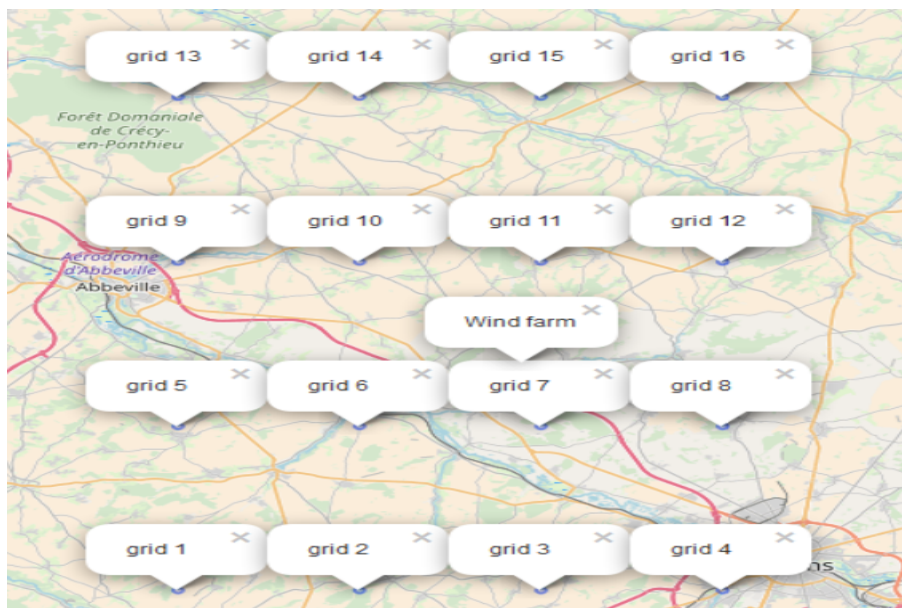 grid 13 ×
grid 14 ×
grid 15 ×
grid 16 ×
Forêt Domaniale
de Crécy-
en-Ponthieu
grid 9 ×
grid 10 ×
grid 11 ×
grid 12 ×
Aérodrome
d'Abbeville
Abbeville
Wind farm ×
grid 5 ×
grid 6 ×
grid 7 ×
grid 8 ×
grid 1 ×
grid 2 ×
grid 3 ×
grid 4 ×